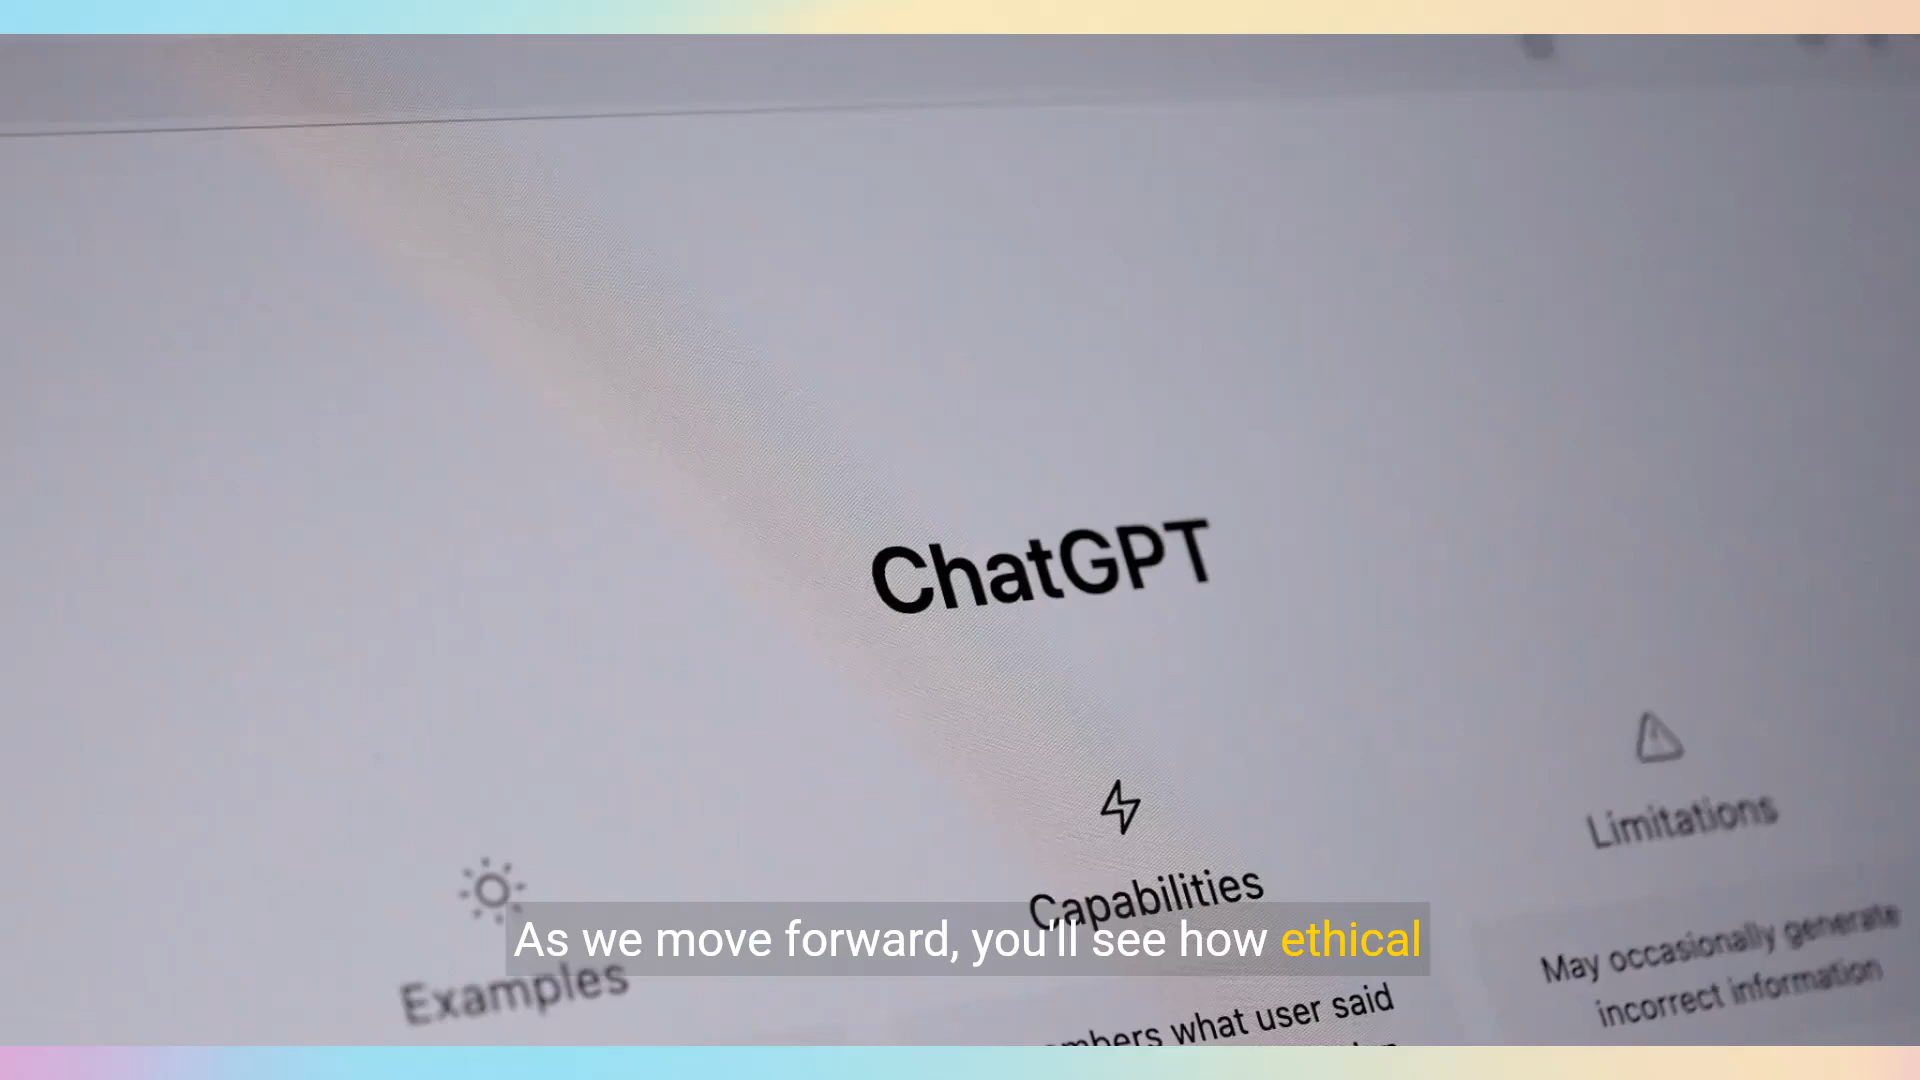 ChatGPT
Limitations
Capabilities
Examples
As we move forward, you'll see how ethical
May occasionally generate
incorrect information
what user said